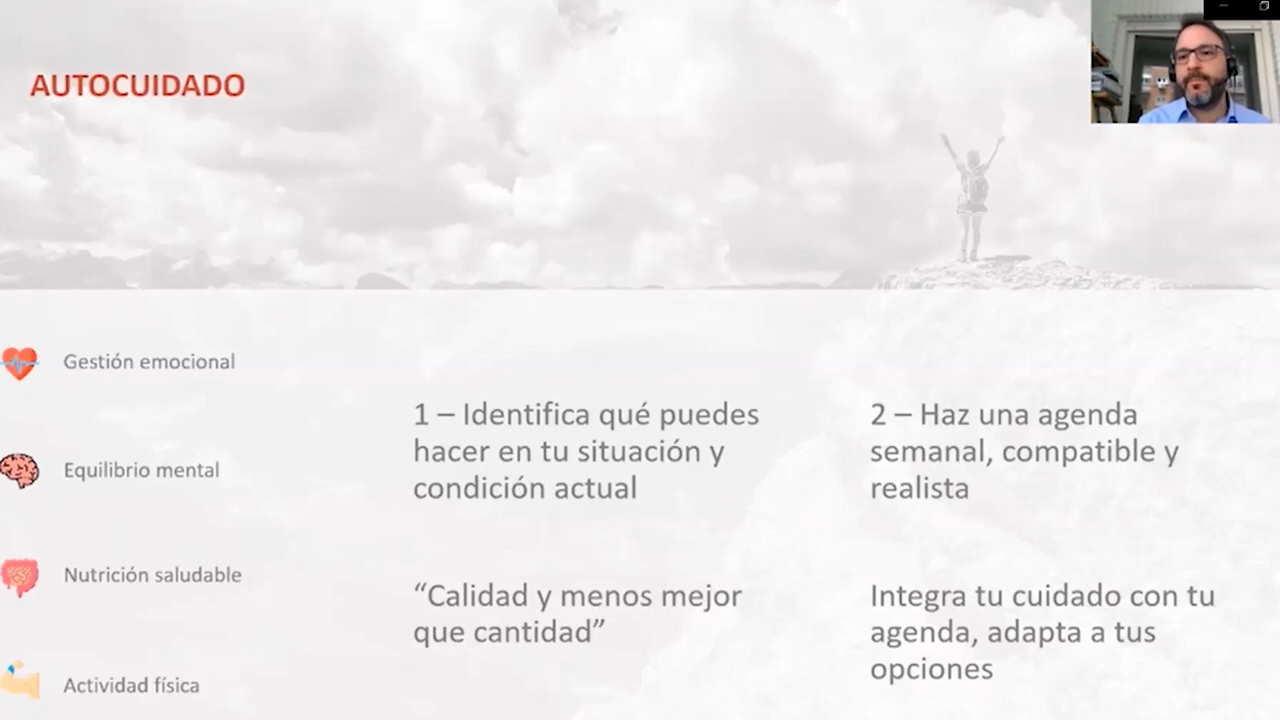 AUTOCUIDADO
Gestión emocional
Equilibrio mental
Nutrición saludable
Actividad física
1 – Identifica qué puedes
hacer en tu situación y
condición actual
“Calidad y menos mejor
que cantidad”
2 – Haz una agenda
semanal, compatible y
realista
Integra tu cuidado con tu
agenda, adapta a tus
opciones